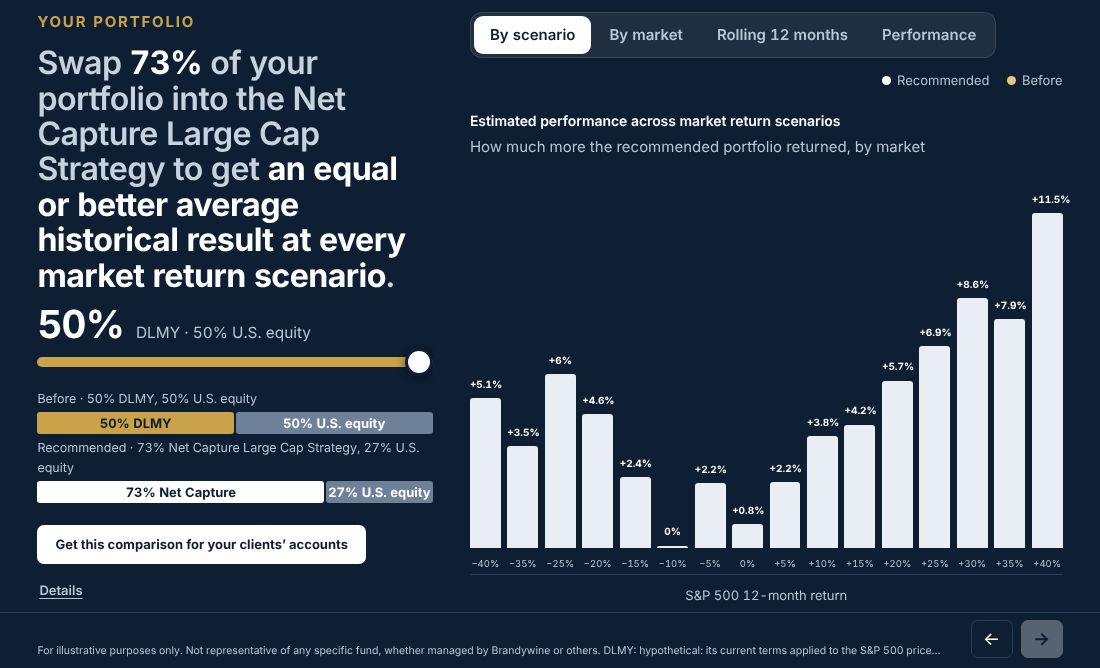 YOUR PORTFOLIO
Swap 73% of your
portfolio into the Net
Capture Large Cap
Strategy to get an equal
or better average
historical result at every
market return scenario.
50% DLMY · 50% U.S. equity
Before · 50% DLMY, 50% U.S. equity
50% DLMY 50% U.S. equity
Recommended · 73% Net Capture Large Cap Strategy, 27% U.S.
equity
73% Net Capture 27% U.S. equity
Get this comparison for your clients’ accounts
Details
By scenario By market Rolling 12 months Performance
Recommended Before
Estimated performance across market return scenarios
How much more the recommended portfolio returned, by market
+5.1% +3.5% +6% +4.6% +2.4% 0% +2.2% +0.8% +2.2% +3.8% +4.2% +5.7% +6.9% +8.6% +7.9% +11.5%
−40% −35% −25% −20% −15% −10% −5% 0% +5% +10% +15% +20% +25% +30% +35% +40%
S&P 500 12-month return
For illustrative purposes only. Not representative of any specific fund, whether managed by Brandywine or others. DLMY: hypothetical: its current terms applied to the S&P 500 price…
← →